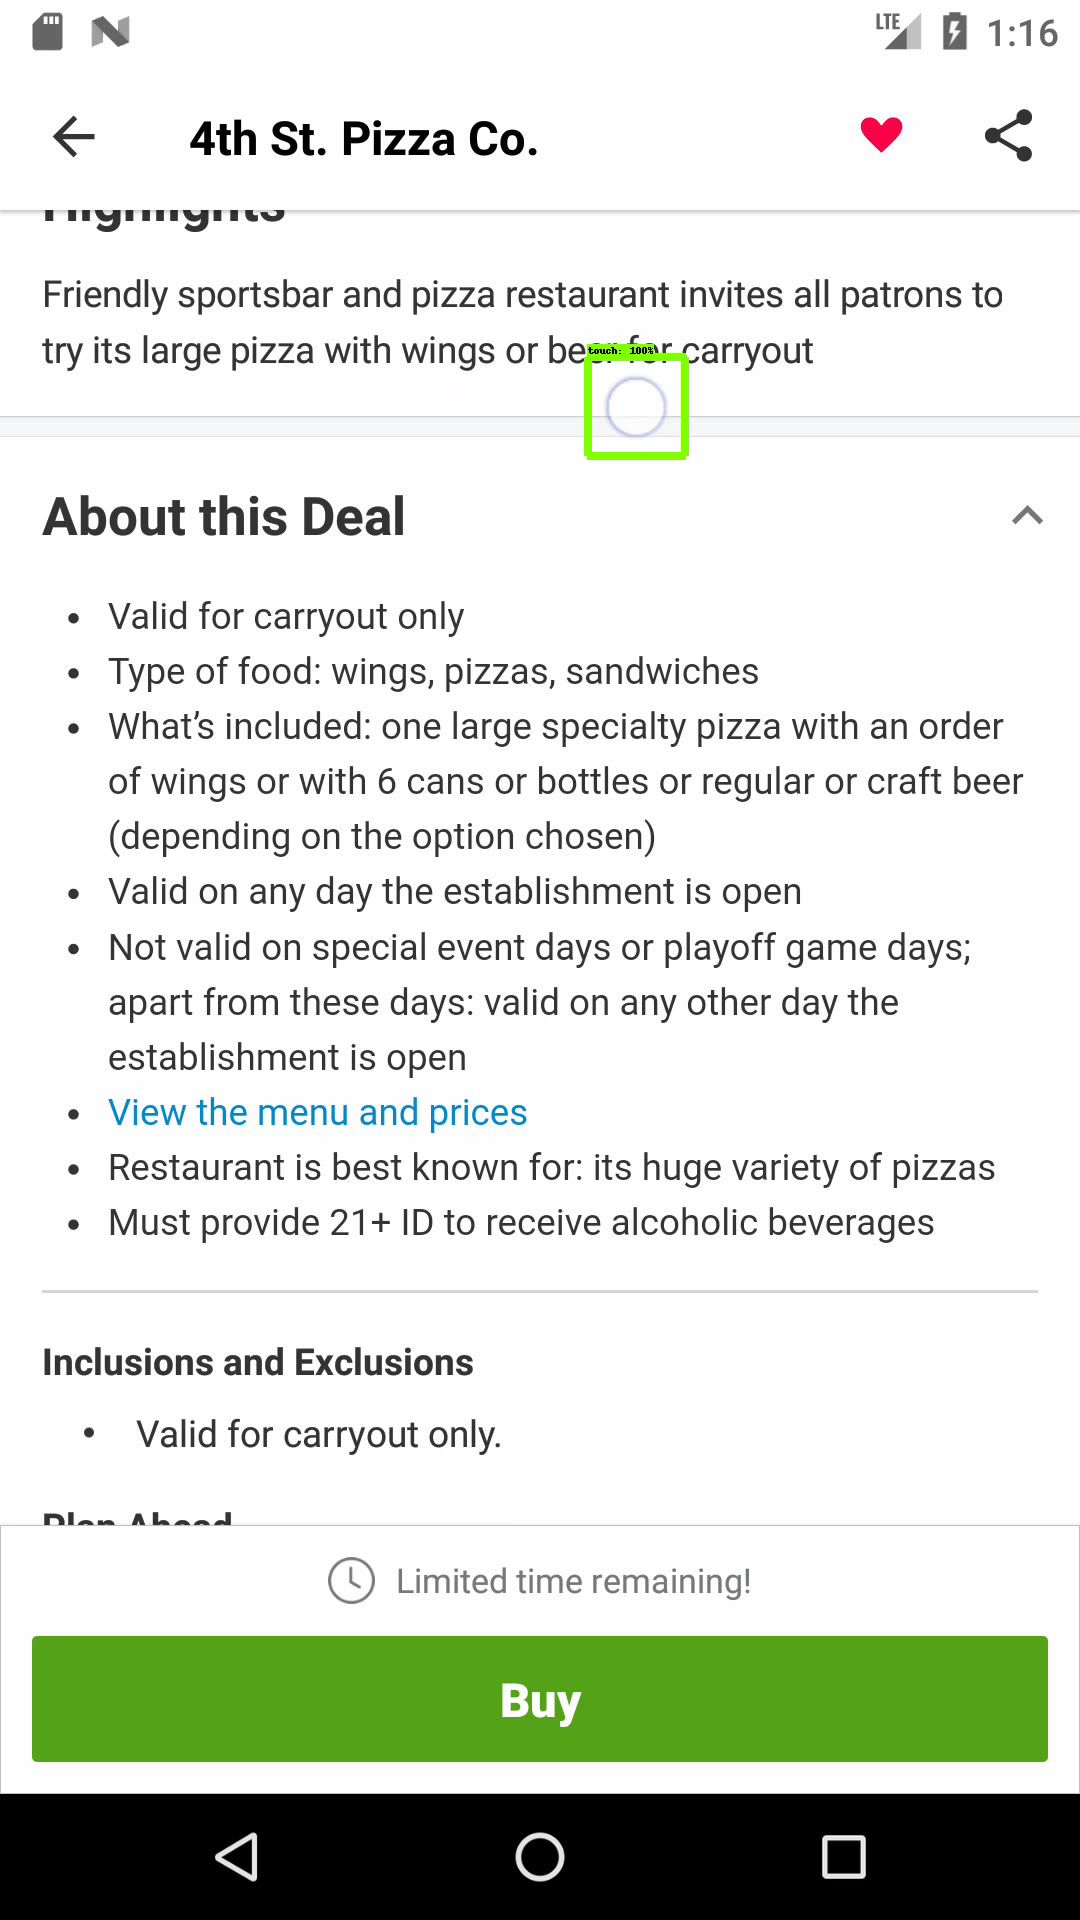 LTE 1:16
4th St. Pizza Co.
Highlights
Friendly sportsbar and pizza restaurant invites all patrons to
try its large pizza with wings or beer for carryout
touch: 100%
About this Deal
• Valid for carryout only
• Type of food: wings, pizzas, sandwiches
• What’s included: one large specialty pizza with an order
of wings or with 6 cans or bottles or regular or craft beer
(depending on the option chosen)
• Valid on any day the establishment is open
• Not valid on special event days or playoff game days;
apart from these days: valid on any other day the
establishment is open
• View the menu and prices
• Restaurant is best known for: its huge variety of pizzas
• Must provide 21+ ID to receive alcoholic beverages
Inclusions and Exclusions
• Valid for carryout only.
Plan Ahead
Limited time remaining!
Buy